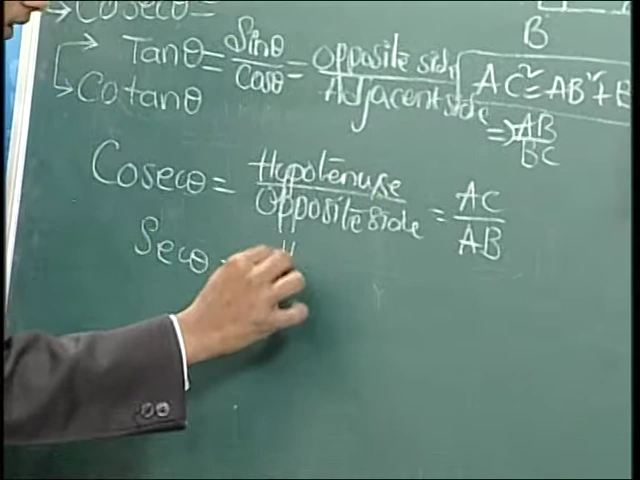 → Cosecθ =
B
→ Tanθ = Sinθ/Cosθ = Opposite side/Adjacent side
AC² = AB² + B
→ Cotanθ
⇒ AB/BC
Cosecθ = Hypotenuse/Opposite side = AC/AB
Secθ = H